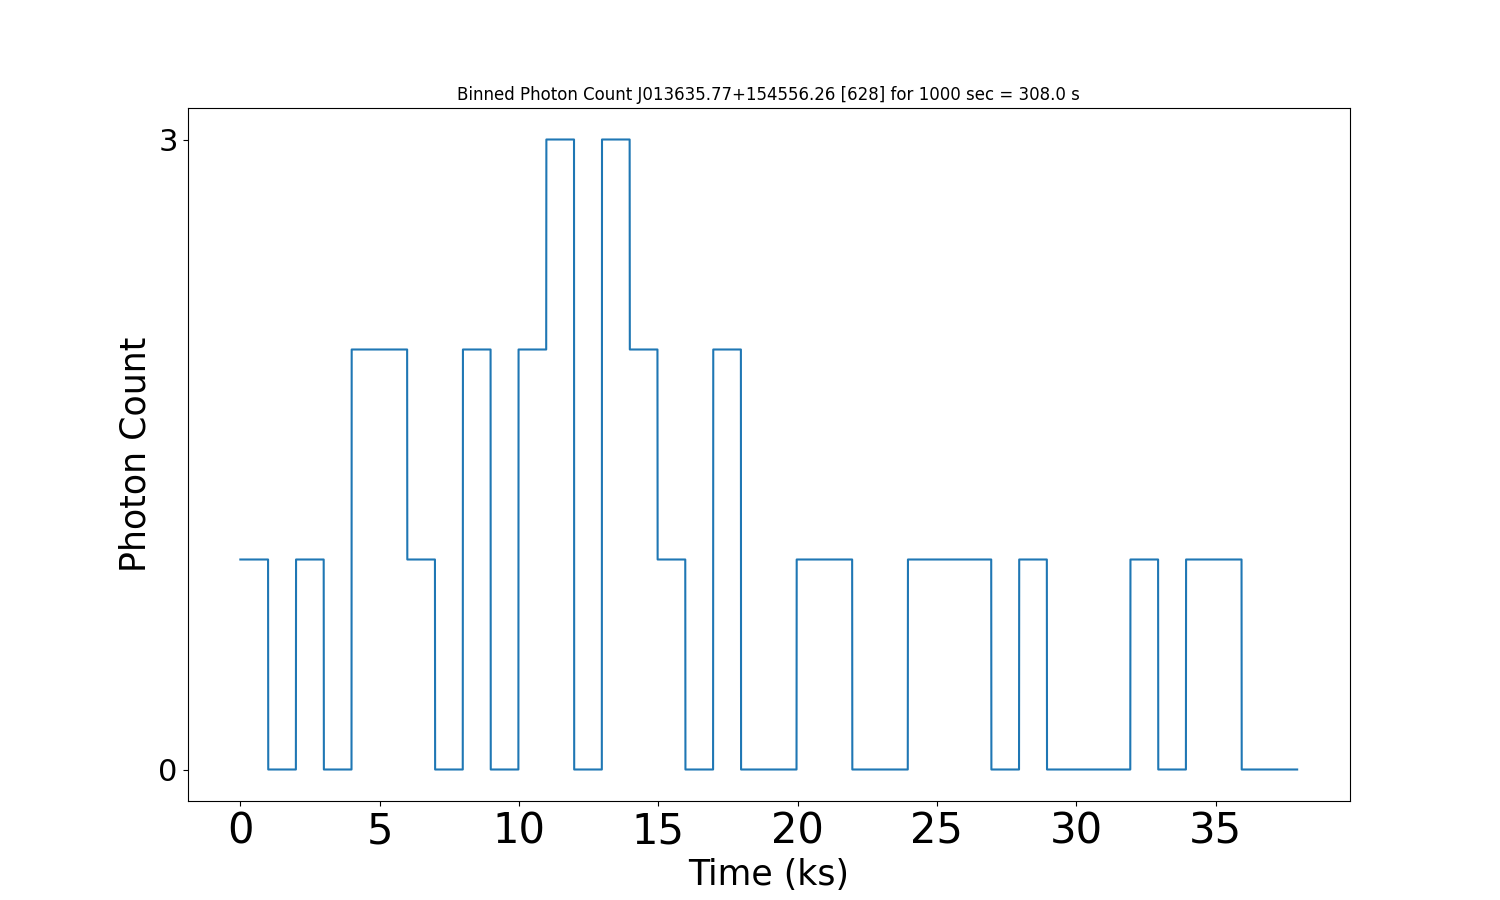 Binned Photon Count J013635.77+154556.26 [628] for 1000 sec = 308.0 s
3
Photon Count
0
0 5 10 15 20 25 30 35
Time (ks)